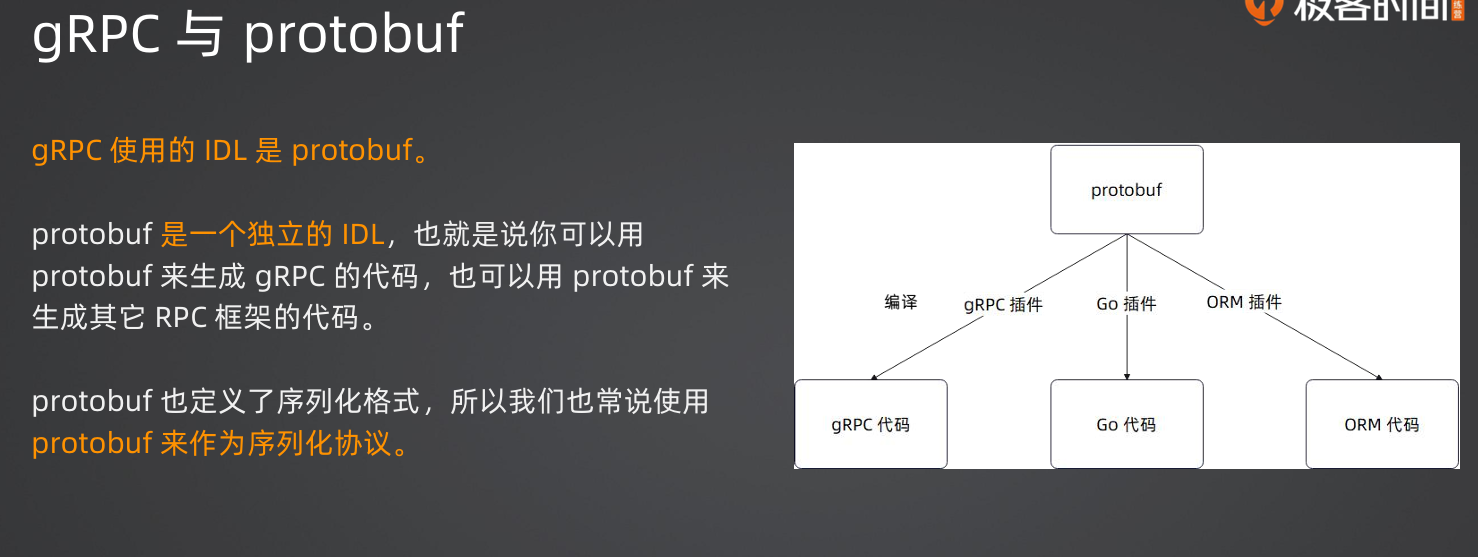 gRPC 与 protobuf
极客时间
gRPC 使用的 IDL 是 protobuf。
protobuf 是一个独立的 IDL，也就是说你可以用
protobuf 来生成 gRPC 的代码，也可以用 protobuf 来
生成其它 RPC 框架的代码。
protobuf 也定义了序列化格式，所以我们也常说使用
protobuf 来作为序列化协议。
protobuf
编译
gRPC 插件
Go 插件
ORM 插件
gRPC 代码
Go 代码
ORM 代码